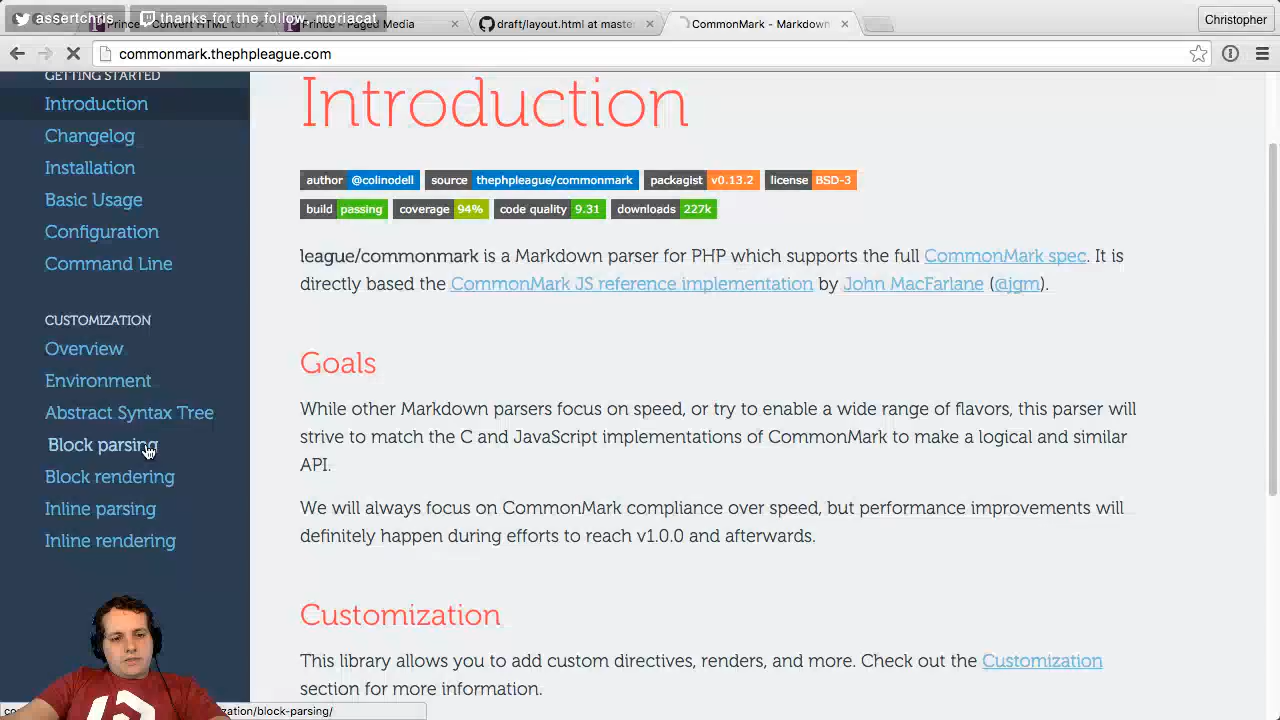 assertchris
thanks for the follow, moriacat
Prince - Paged Media
draft/layout.html at maste
CommonMark - Markdown
Christopher
commonmark.thephpleague.com
GETTING STARTED
Introduction
Changelog
Installation
Basic Usage
Configuration
Command Line
CUSTOMIZATION
Overview
Environment
Abstract Syntax Tree
Block parsing
Block rendering
Inline parsing
Inline rendering
Introduction
author @colinodell source thephpleague/commonmark packagist v0.13.2 license BSD-3
build passing coverage 94% code quality 9.31 downloads 227k
league/commonmark is a Markdown parser for PHP which supports the full CommonMark spec. It is
directly based the CommonMark JS reference implementation by John MacFarlane (@jgm).
Goals
While other Markdown parsers focus on speed, or try to enable a wide range of flavors, this parser will
strive to match the C and JavaScript implementations of CommonMark to make a logical and similar
API.
We will always focus on CommonMark compliance over speed, but performance improvements will
definitely happen during efforts to reach v1.0.0 and afterwards.
Customization
This library allows you to add custom directives, renders, and more. Check out the Customization
section for more information.
zation/block-parsing/